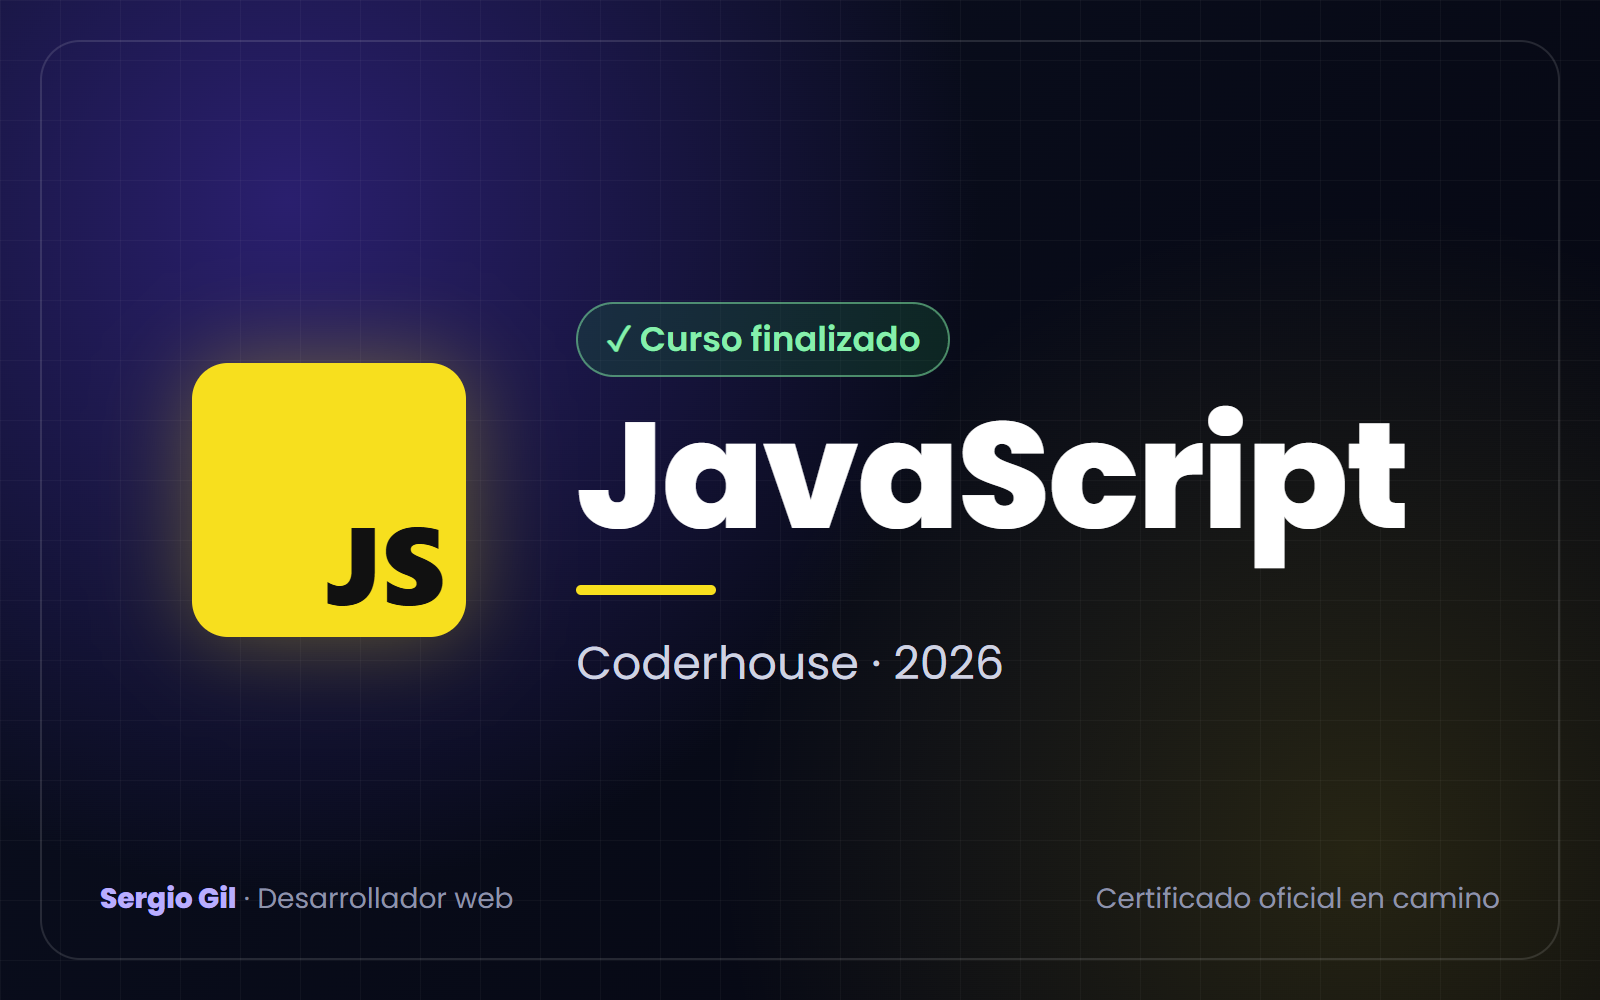 ✓ Curso finalizado
JS
JavaScript
Coderhouse · 2026
Sergio Gil · Desarrollador web
Certificado oficial en camino